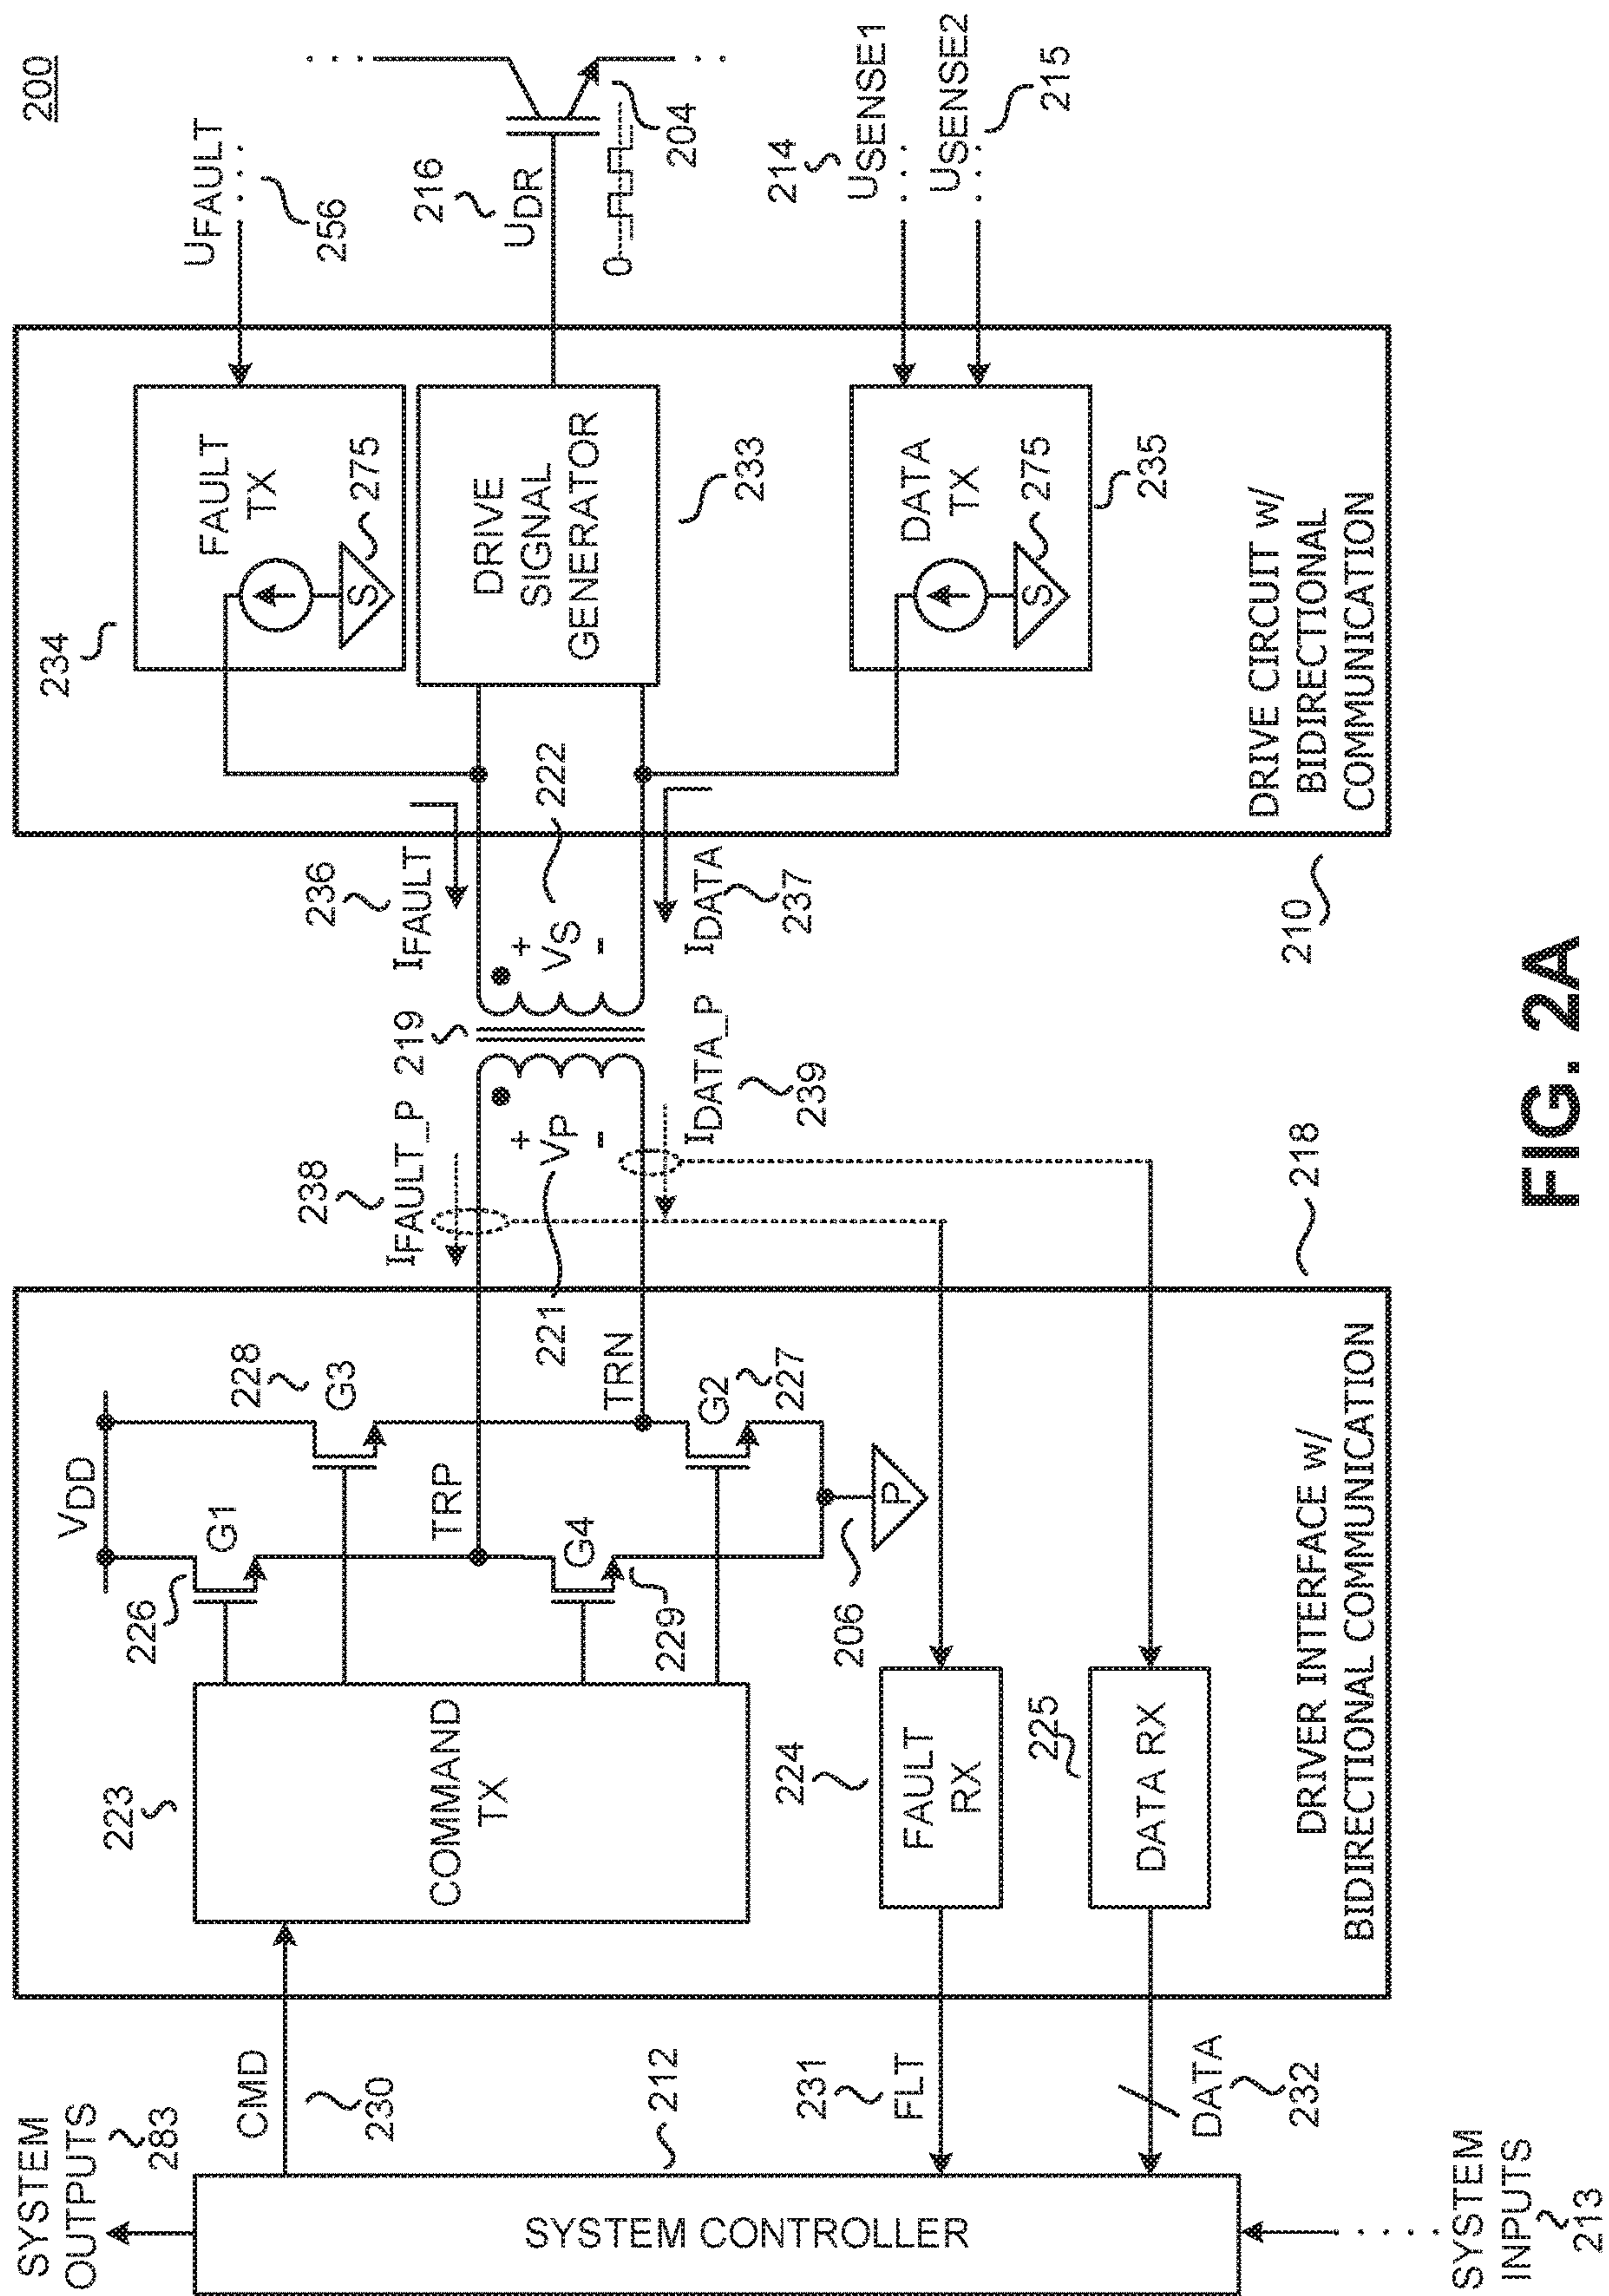 200
SYSTEM
OUTPUTS
283
CMD
230
212
SYSTEM CONTROLLER
231
FLT
DATA
232
SYSTEM
INPUTS
213
223
COMMAND
TX
VDD
226
G1
228
G3
TRP
G4
229
221
TRN
G2
227
206
P
224
FAULT
RX
225
DATA RX
DRIVER INTERFACE w/
BIDIRECTIONAL COMMUNICATION
218
238
IFAULT_P
219
+
VP
-
IDATA_P
239
236
IFAULT
+
VS
-
222
IDATA
237
234
FAULT
TX
S
275
DRIVE
SIGNAL
GENERATOR
233
DATA
TX
S
275
235
DRIVE CIRCUIT w/
BIDIRECTIONAL
COMMUNICATION
210
UFAULT
256
216
UDR
0
204
214
USENSE1
USENSE2
215
FIG. 2A